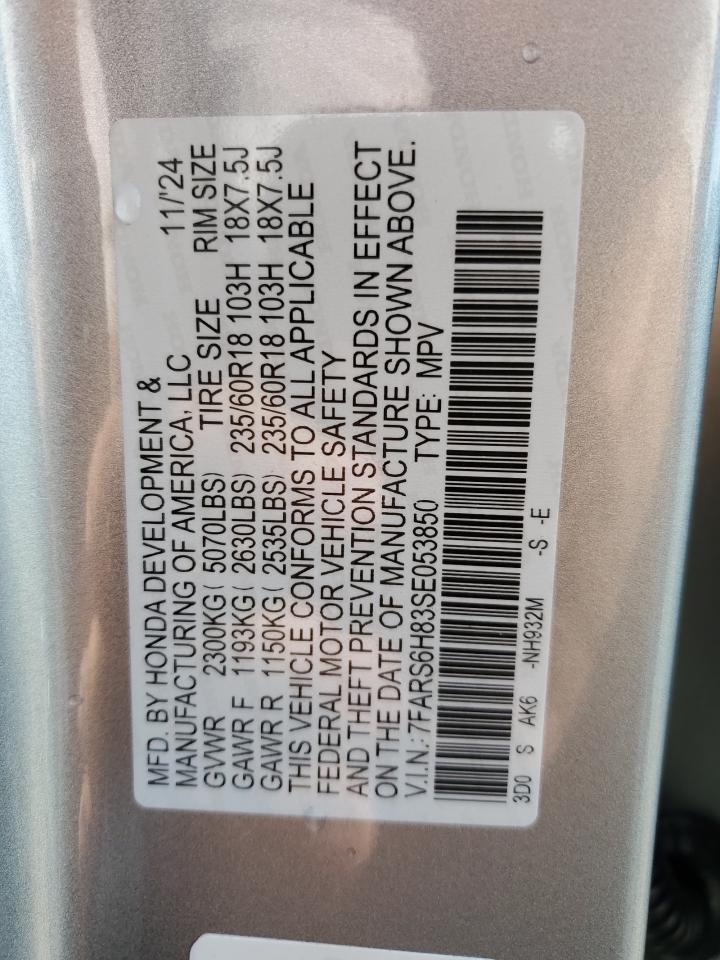 MFD. BY HONDA DEVELOPMENT &
MANUFACTURING OF AMERICA, LLC 11/'24
GVWR 2300KG( 5070LBS) TIRE SIZE RIM SIZE
GAWR F 1193KG( 2630LBS) 235/60R18 103H 18X7.5J
GAWR R 1150KG( 2535LBS) 235/60R18 103H 18X7.5J
THIS VEHICLE CONFORMS TO ALL APPLICABLE
FEDERAL MOTOR VEHICLE SAFETY
AND THEFT PREVENTION STANDARDS IN EFFECT
ON THE DATE OF MANUFACTURE SHOWN ABOVE.
V.I.N.: 7FARS6H83SE053850 TYPE: MPV
3D0 S AK6 -NH932M -S -E